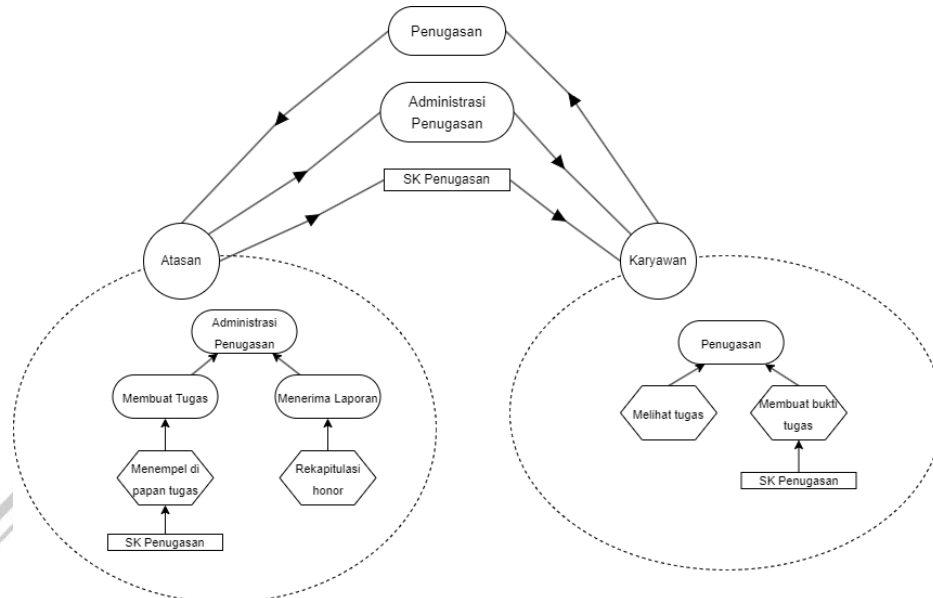 Penugasan
Administrasi
Penugasan
SK Penugasan
Atasan
Karyawan
Administrasi
Penugasan
Membuat Tugas
Menerima Laporan
Menempel di
papan tugas
Rekapitulasi
honor
SK Penugasan
Penugasan
Melihat tugas
Membuat bukti
tugas
SK Penugasan